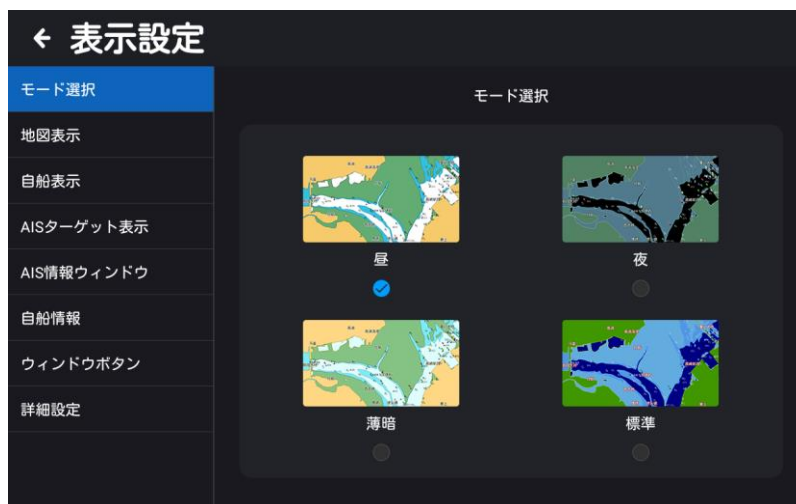 表示設定
モード選択
地図表示
自船表示
AISターゲット表示
AIS情報ウィンドウ
自船情報
ウィンドウボタン
詳細設定
モード選択
昼
夜
薄暗
標準